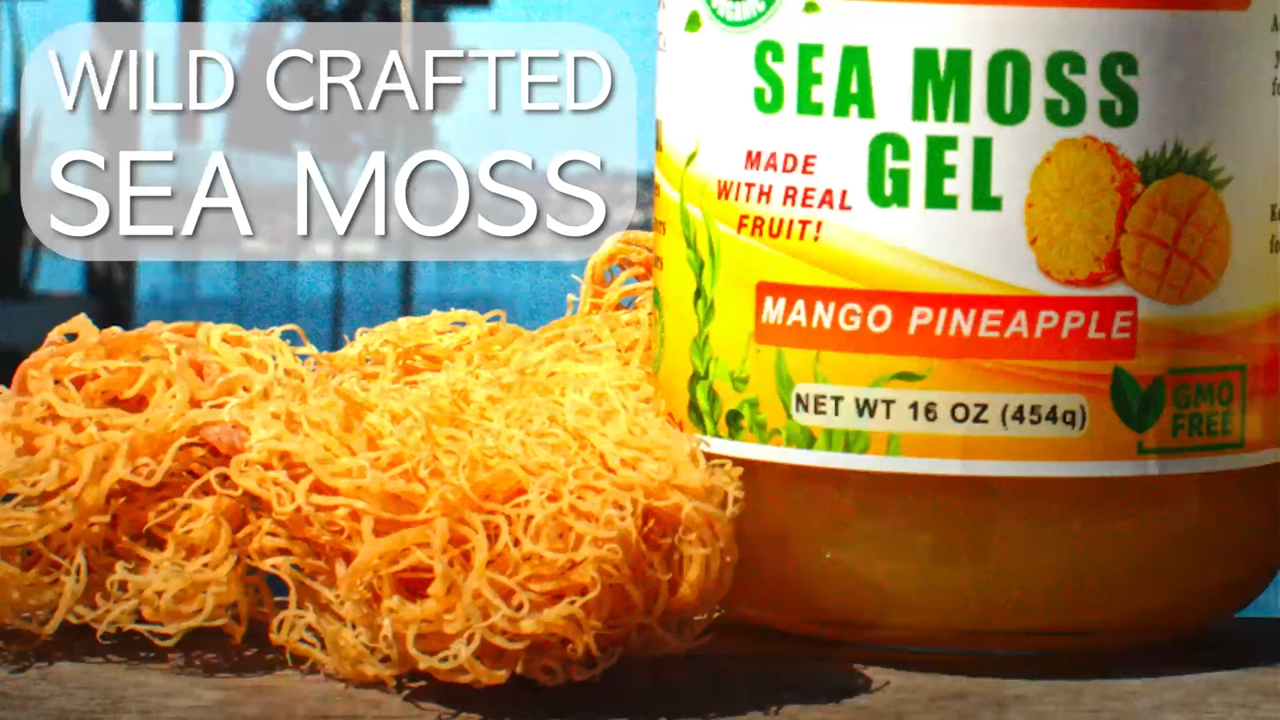 WILD CRAFTED
SEA MOSS
ORGANIC
SEA MOSS
GEL
MADE
WITH REAL
FRUIT!
MANGO PINEAPPLE
NET WT 16 OZ (454g)
GMO
FREE